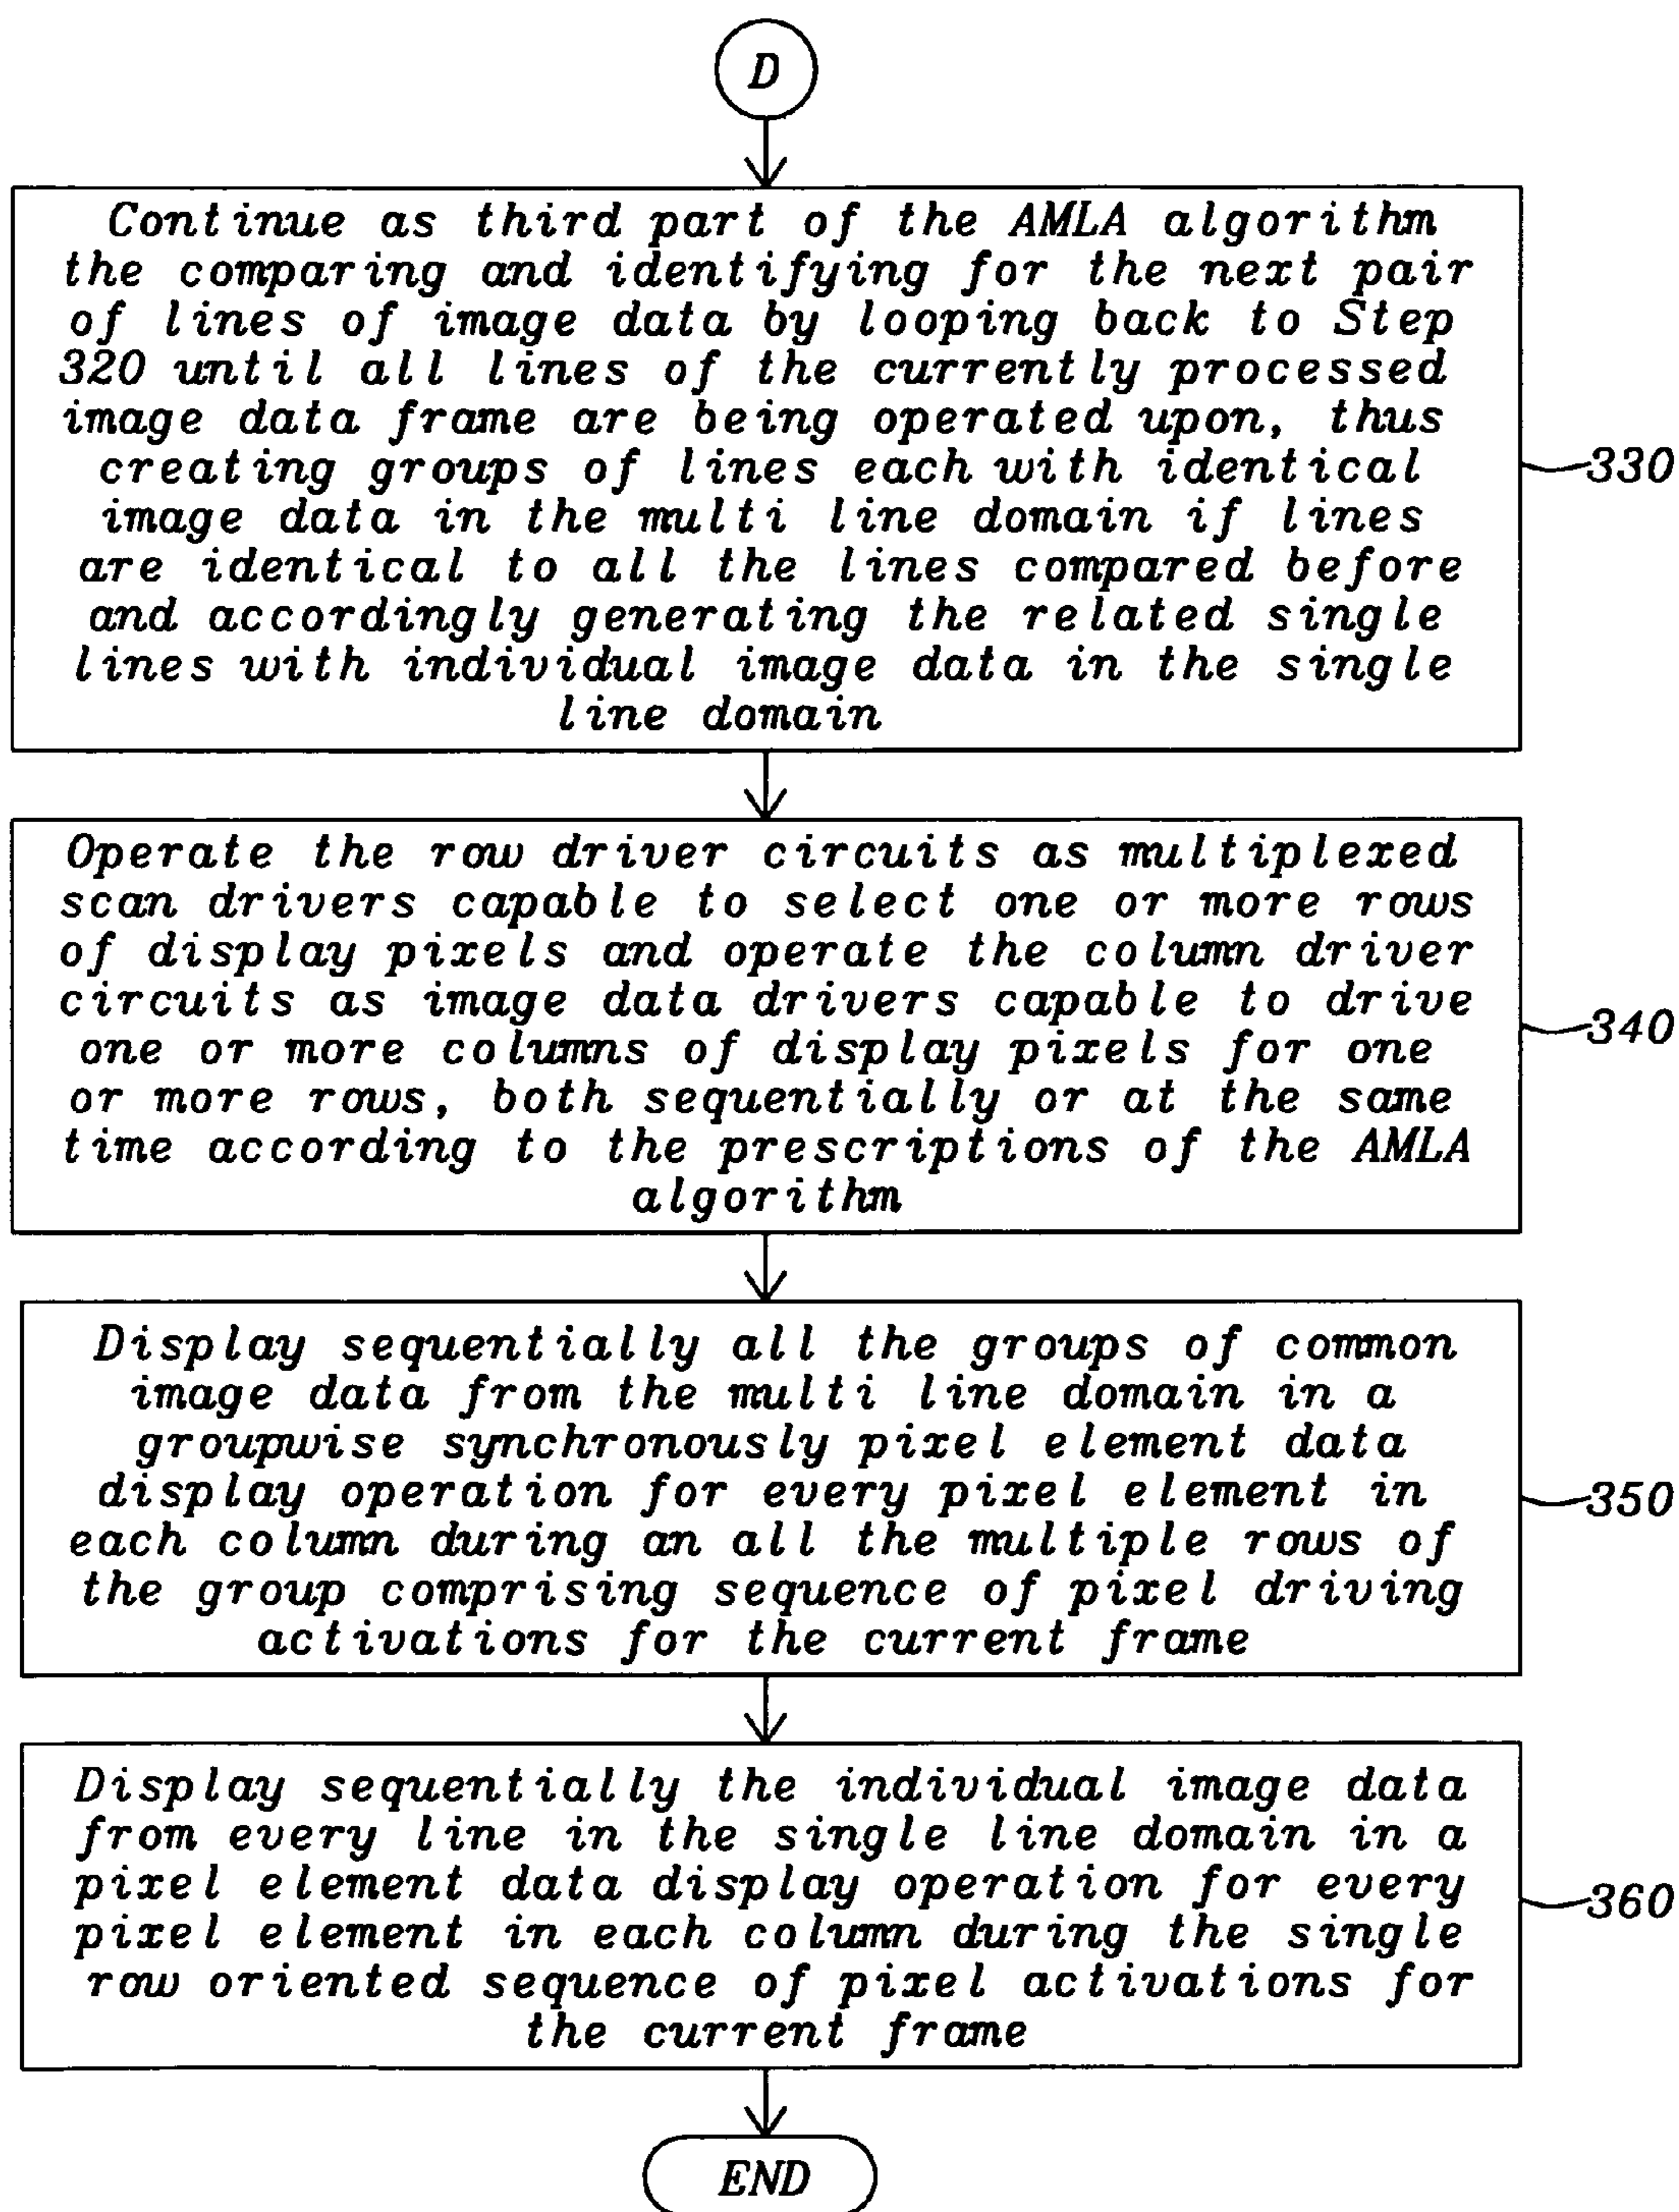 D
Continue as third part of the AMLA algorithm
the comparing and identifying for the next pair
of lines of image data by looping back to Step
320 until all lines of the currently processed
image data frame are being operated upon, thus
creating groups of lines each with identical
image data in the multi line domain if lines
are identical to all the lines compared before
and accordingly generating the related single
lines with individual image data in the single
line domain
330
Operate the row driver circuits as multiplexed
scan drivers capable to select one or more rows
of display pixels and operate the column driver
circuits as image data drivers capable to drive
one or more columns of display pixels for one
or more rows, both sequentially or at the same
time according to the prescriptions of the AMLA
algorithm
340
Display sequentially all the groups of common
image data from the multi line domain in a
groupwise synchronously pixel element data
display operation for every pixel element in
each column during an all the multiple rows of
the group comprising sequence of pixel driving
activations for the current frame
350
Display sequentially the individual image data
from every line in the single line domain in a
pixel element data display operation for every
pixel element in each column during the single
row oriented sequence of pixel activations for
the current frame
360
END